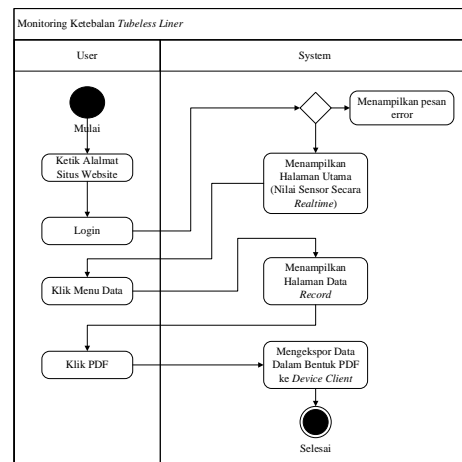 Monitoring Ketebalan Tubeless Liner
User
System
Mulai
Menampilkan pesan
error
Ketik Alalmat
Situs Website
Menampilkan
Halaman Utama
(Nilai Sensor Secara
Realtime)
Login
Klik Menu Data
Menampilkan
Halaman Data
Record
Klik PDF
Mengekspor Data
Dalam Bentuk PDF
ke Device Client
Selesai